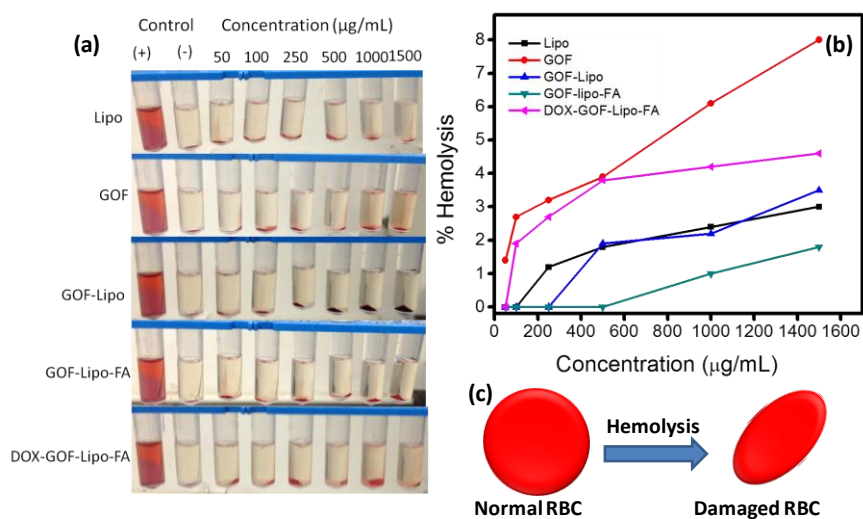 (a)
Control
Concentration (µg/mL)
(+) (-) 50 100 250 500 1000 1500
Lipo
GOF
GOF-Lipo
GOF-Lipo-FA
DOX-GOF-Lipo-FA
(b)
Lipo
GOF
GOF-Lipo
GOF-lipo-FA
DOX-GOF-Lipo-FA
% Hemolysis
8
7
6
5
4
3
2
1
0
0 200 400 600 800 1000 1200 1400 1600
Concentration (µg/mL)
(c)
Hemolysis
Normal RBC
Damaged RBC